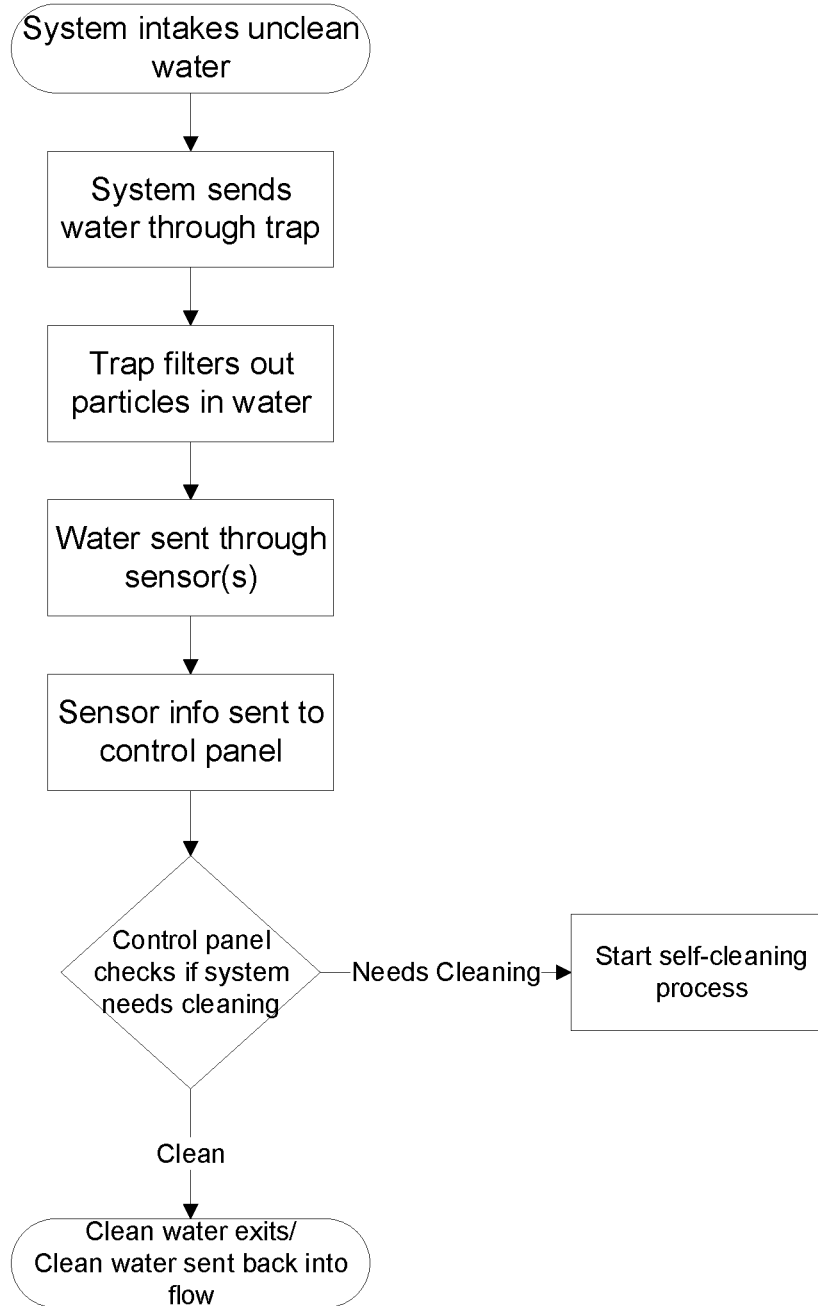 System intakes unclean
water
System sends
water through trap
Trap filters out
particles in water
Water sent through
sensor(s)
Sensor info sent to
control panel
Control panel
checks if system
needs cleaning
Needs Cleaning
Start self-cleaning
process
Clean
Clean water exits/
Clean water sent back into
flow